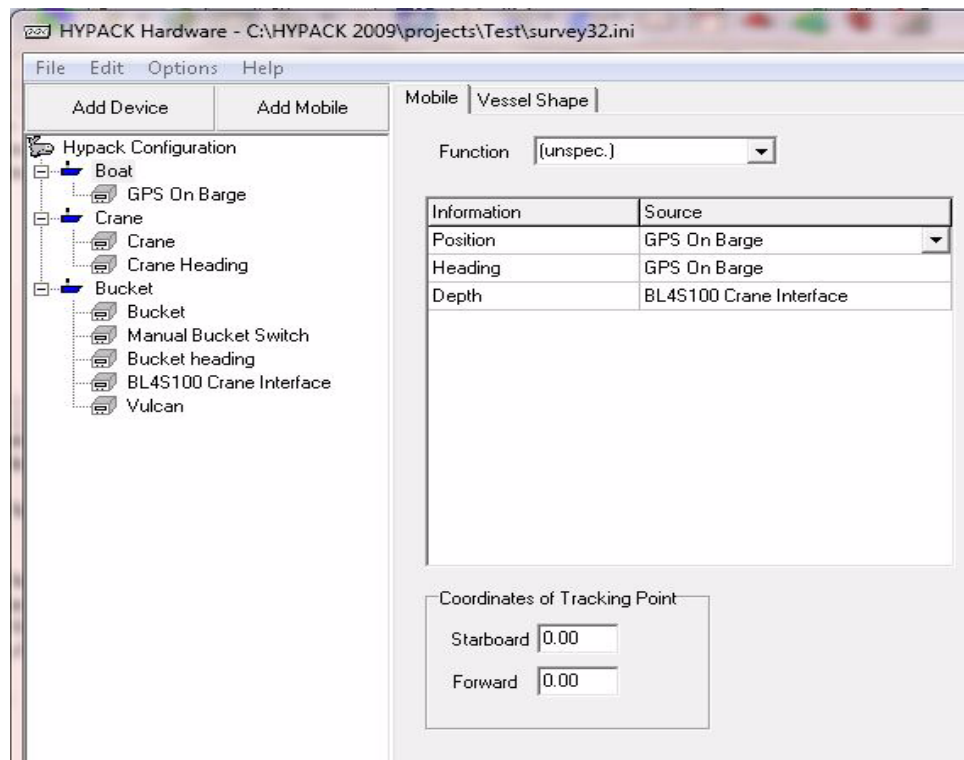 HYPACK Hardware - C:\HYPACK 2009\projects\Test\survey32.ini
File Edit Options Help
Add Device Add Mobile
Mobile Vessel Shape
Hypack Configuration
Boat
GPS On Barge
Crane
Crane
Crane Heading
Bucket
Bucket
Manual Bucket Switch
Bucket heading
BL4S100 Crane Interface
Vulcan
Function (unspec.)
Information Source
Position GPS On Barge
Heading GPS On Barge
Depth BL4S100 Crane Interface
Coordinates of Tracking Point
Starboard 0.00
Forward 0.00